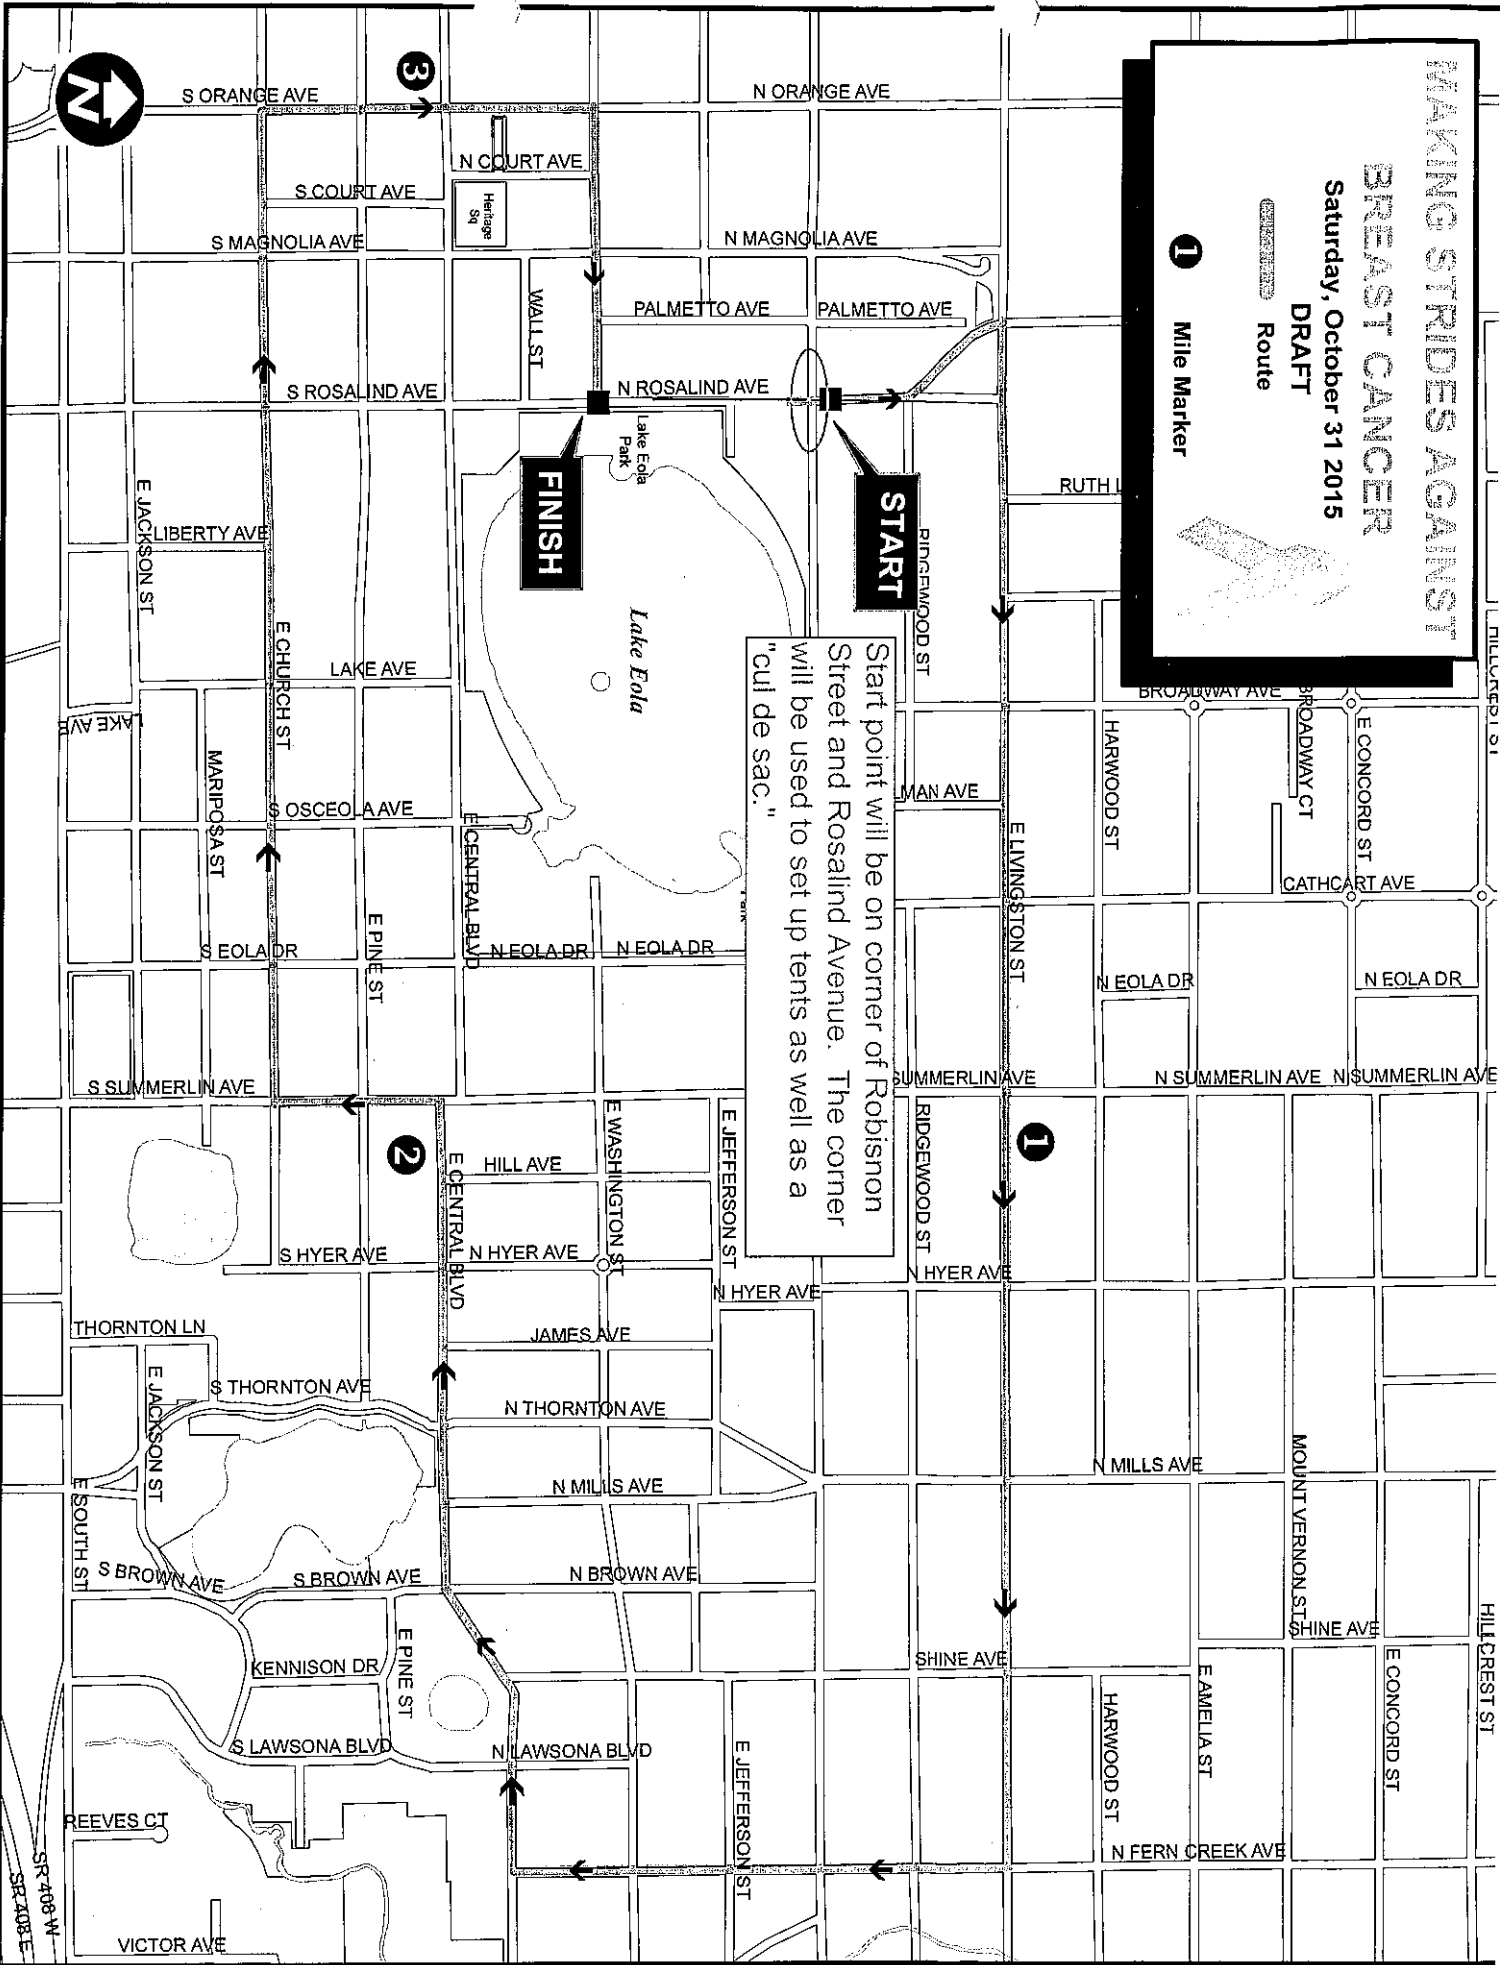 MAKING STRIDES AGAINST
BREAST CANCER
Saturday, October 31 2015
DRAFT
Route
1 Mile Marker
N
START
FINISH
Start point will be on corner of Robisnon
Street and Rosalind Avenue. The corner
will be used to set up tents as well as a
"cul de sac."
Lake Eola
Lake Eola
Park
Heritage
Sq
1
2
3
S ORANGE AVE
N ORANGE AVE
N COURT AVE
S COURT AVE
S MAGNOLIA AVE
N MAGNOLIA AVE
WALL ST
PALMETTO AVE
PALMETTO AVE
S ROSALIND AVE
N ROSALIND AVE
RUTH L
E JACKSON ST
LIBERTY AVE
RIDGEWOOD ST
E CHURCH ST
LAKE AVE
LAKE AVE
BROADWAY AVE
BROADWAY CT
E CONCORD ST
HILLCREST ST
HARWOOD ST
MARIPOSA ST
S OSCEOLA AVE
E CENTRAL BLVD
LMAN AVE
E LIVINGSTON ST
CATHCART AVE
E PINE ST
S EOLA DR
N EOLA DR
N EOLA DR
N EOLA DR
N EOLA DR
Park
S SUMMERLIN AVE
SUMMERLIN AVE
N SUMMERLIN AVE
N SUMMERLIN AVE
E WASHINGTON ST
E JEFFERSON ST
RIDGEWOOD ST
HILL AVE
E CENTRAL BLVD
S HYER AVE
N HYER AVE
N HYER AVE
N HYER AVE
THORNTON LN
JAMES AVE
E JACKSON ST
S THORNTON AVE
N THORNTON AVE
N MILLS AVE
N MILLS AVE
MOUNT VERNON ST
E SOUTH ST
S BROWN AVE
S BROWN AVE
N BROWN AVE
E PINE ST
SHINE AVE
SHINE AVE
KENNISON DR
HARWOOD ST
E AMELIA ST
E CONCORD ST
HILLCREST ST
S LAWSONA BLVD
N LAWSONA BLVD
E JEFFERSON ST
REEVES CT
N FERN CREEK AVE
SR 408 W
SR 408 E
VICTOR AVE